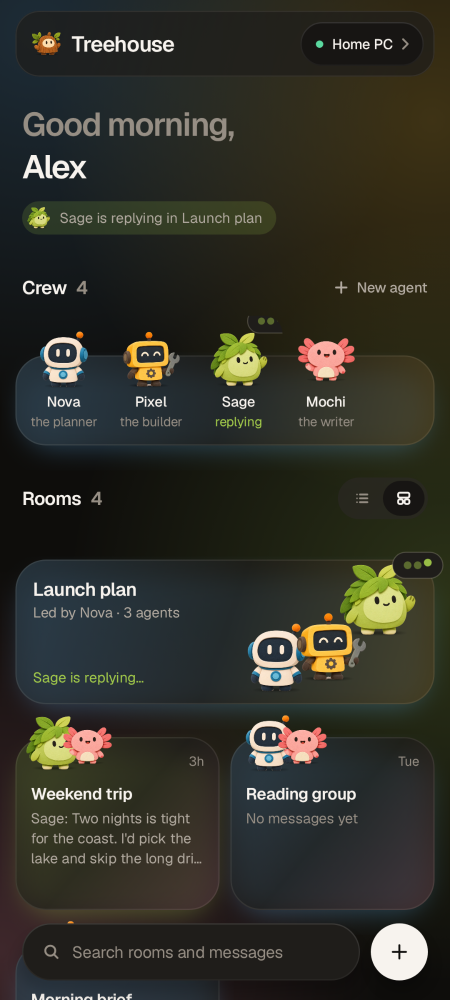 Treehouse
Home PC
Good morning,
Alex
Sage is replying in Launch plan
Crew 4
New agent
Nova
Pixel
Sage
Mochi
the planner
the builder
replying
the writer
Rooms 4
Launch plan
Led by Nova · 3 agents
Sage is replying…
3h
Weekend trip
Sage: Two nights is tight
for the coast. I'd pick the
lake and skip the long dri…
Tue
Reading group
No messages yet
Search rooms and messages
Morning brief